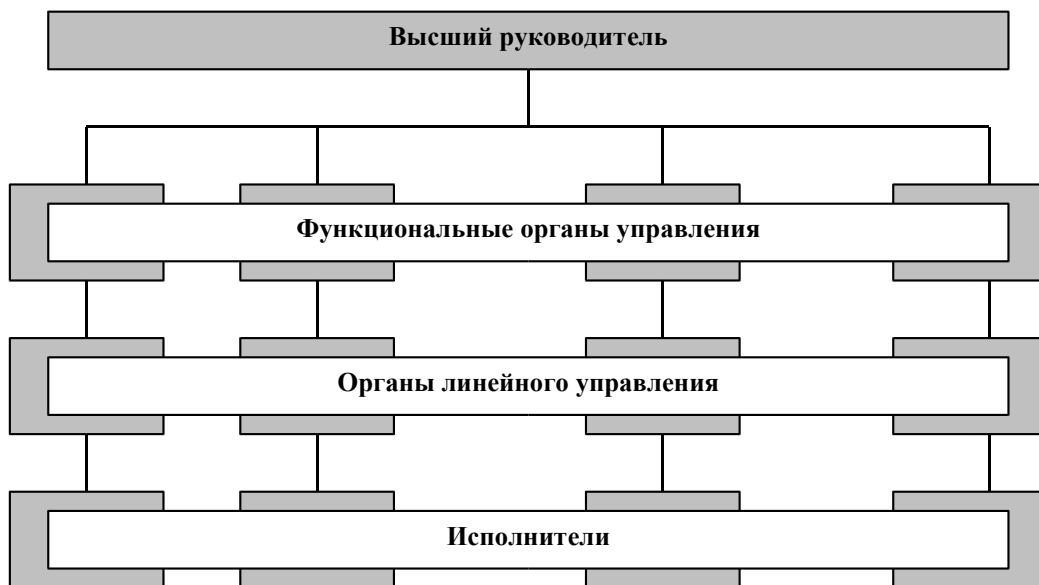 Высший руководитель
Функциональные органы управления
Органы линейного управления
Исполнители